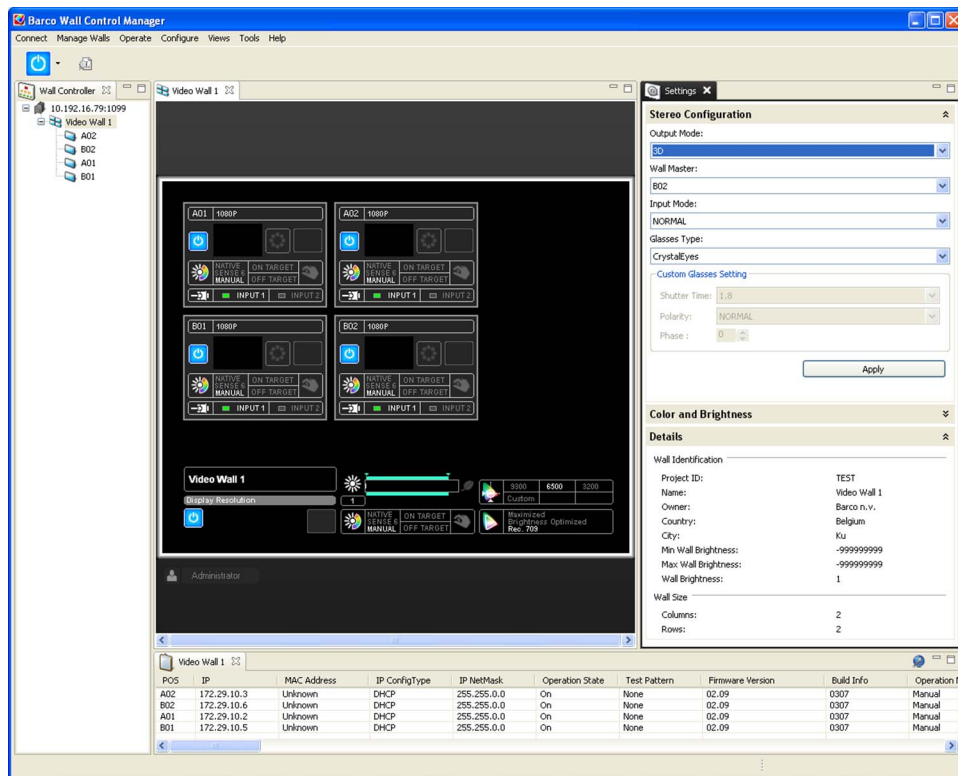 Barco Wall Control Manager
Connect Manage Walls Operate Configure Views Tools Help
Wall Controller
10.192.16.79:1099
Video Wall 1
A02
B02
A01
B01
Video Wall 1
A01 1080P
NATIVE
SENSE 6
MANUAL
ON TARGET
OFF TARGET
INPUT 1 INPUT 2
A02 1080P
NATIVE
SENSE 6
MANUAL
ON TARGET
OFF TARGET
INPUT 1 INPUT 2
B01 1080P
NATIVE
SENSE 6
MANUAL
ON TARGET
OFF TARGET
INPUT 1 INPUT 2
B02 1080P
NATIVE
SENSE 6
MANUAL
ON TARGET
OFF TARGET
INPUT 1 INPUT 2
Video Wall 1
Display Resolution
1
9300 6500 3200
Custom
NATIVE
SENSE 6
MANUAL
ON TARGET
OFF TARGET
Maximized
Brightness Optimized
Rec. 709
Administrator
Settings
Stereo Configuration
Output Mode:
3D
Wall Master:
B02
Input Mode:
NORMAL
Glasses Type:
CrystalEyes
Custom Glasses Setting
Shutter Time: 1.8
Polarity: NORMAL
Phase : 0
Apply
Color and Brightness
Details
Wall Identification
Project ID: TEST
Name: Video Wall 1
Owner: Barco n.v.
Country: Belgium
City: Ku
Min Wall Brightness: -999999999
Max Wall Brightness: -999999999
Wall Brightness: 1
Wall Size
Columns: 2
Rows: 2
Video Wall 1
POS IP MAC Address IP ConfigType IP NetMask Operation State Test Pattern Firmware Version Build Info Operation
A02 172.29.10.3 Unknown DHCP 255.255.0.0 On None 02.09 0307 Manual
B02 172.29.10.6 Unknown DHCP 255.255.0.0 On None 02.09 0307 Manual
A01 172.29.10.2 Unknown DHCP 255.255.0.0 On None 02.09 0307 Manual
B01 172.29.10.5 Unknown DHCP 255.255.0.0 On None 02.09 0307 Manual